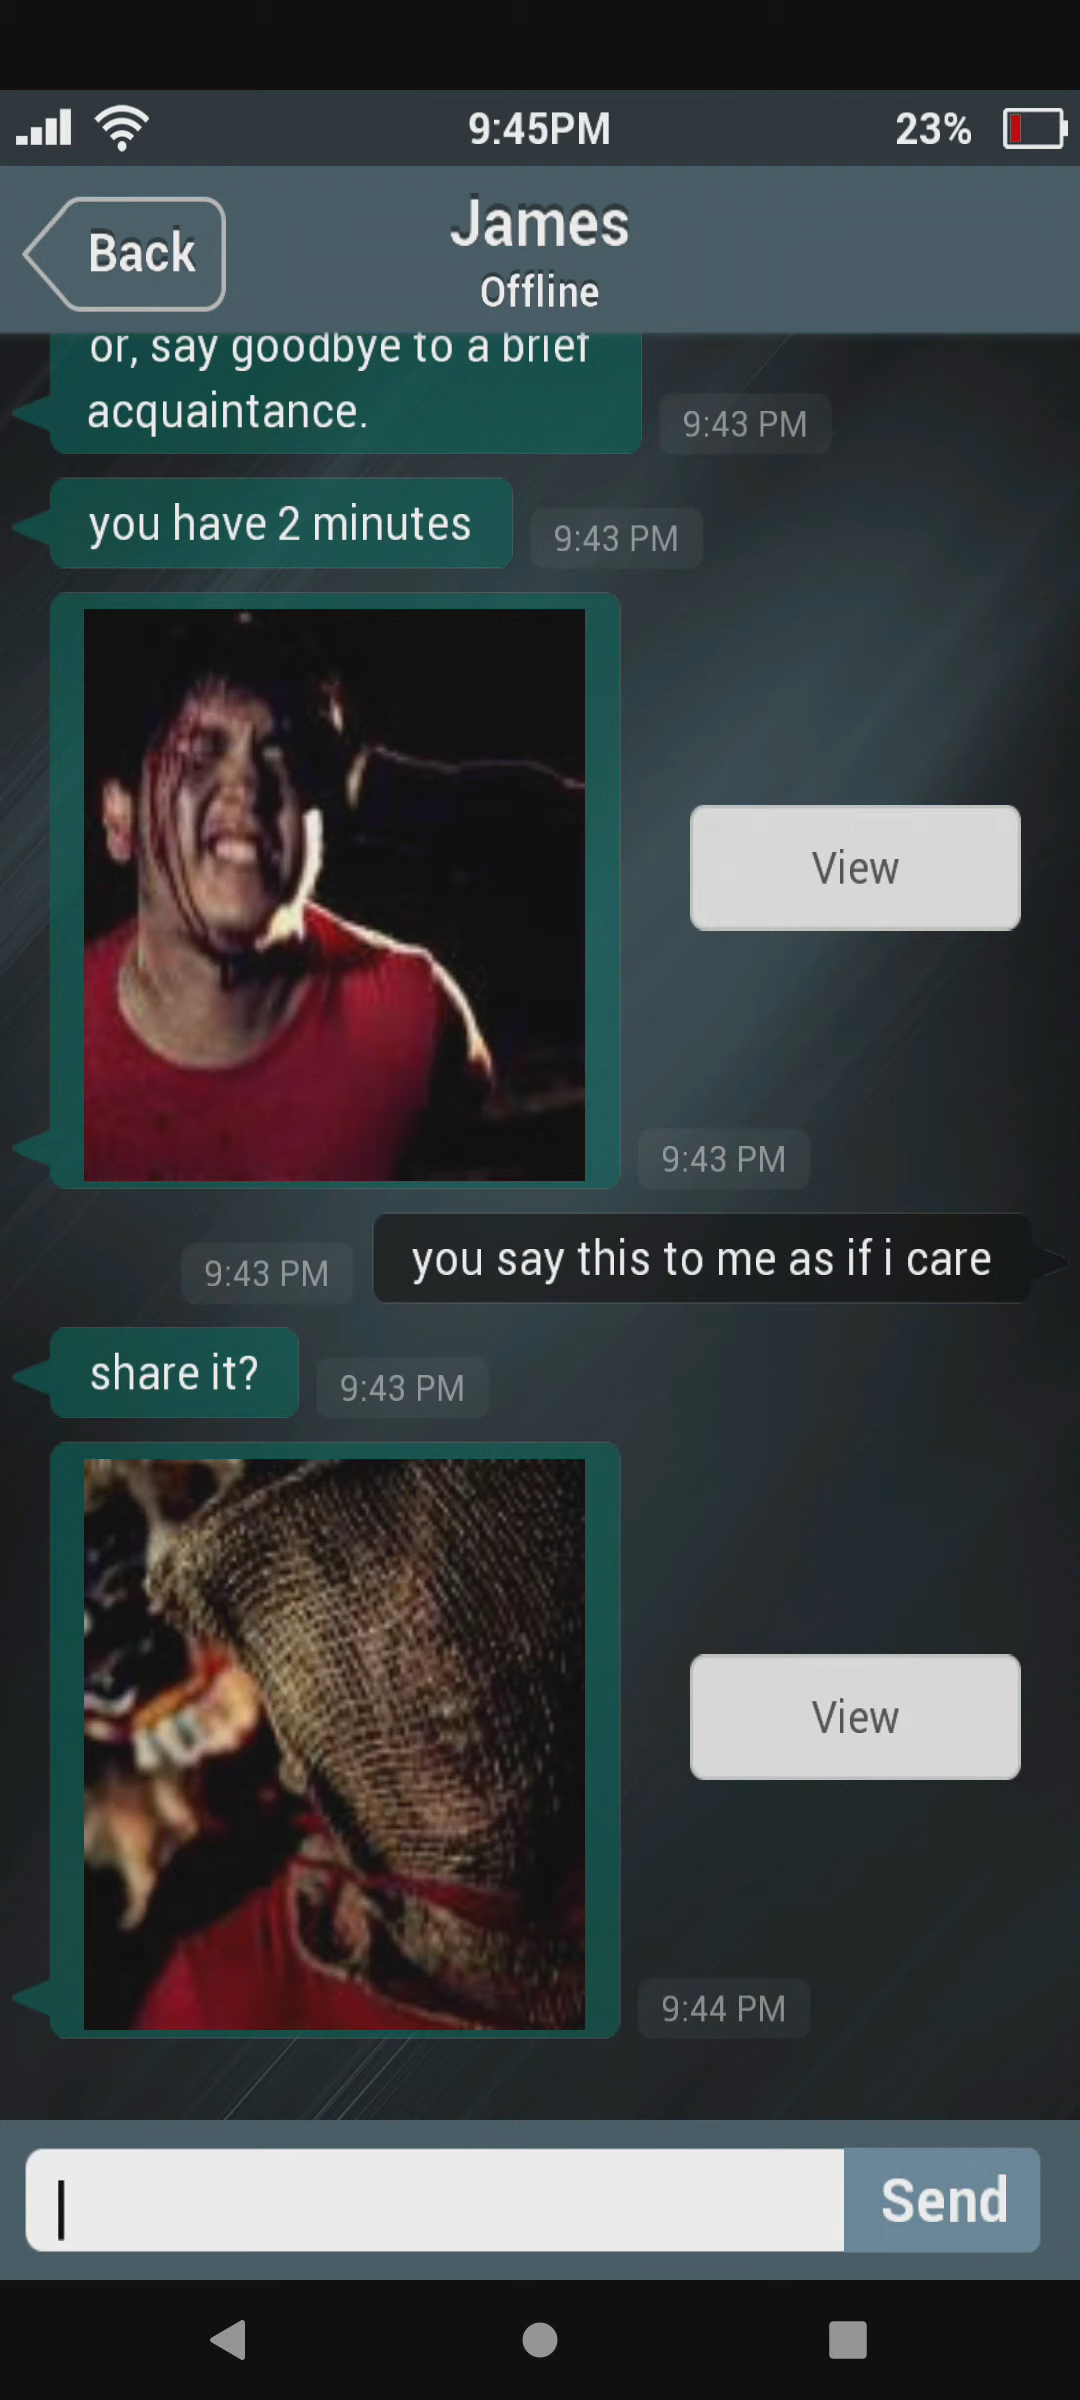 9:45PM
23%
Back
James
Offline
or, say goodbye to a brief
acquaintance.
9:43 PM
you have 2 minutes
9:43 PM
View
9:43 PM
you say this to me as if i care
9:43 PM
share it?
9:43 PM
View
9:44 PM
Send